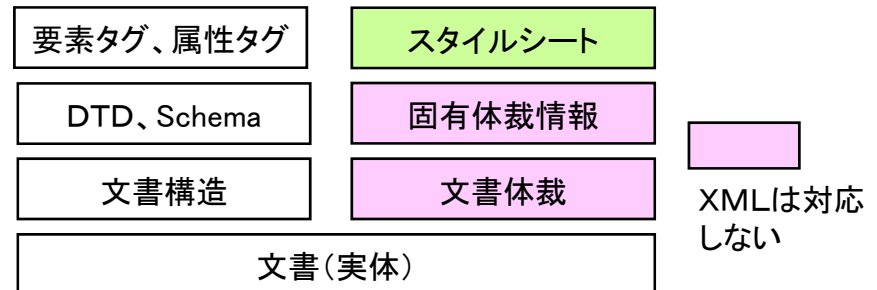 要素タグ、属性タグ
スタイルシート
DTD、Schema
固有体裁情報
文書構造
文書体裁
XMLは対応
しない
文書(実体)